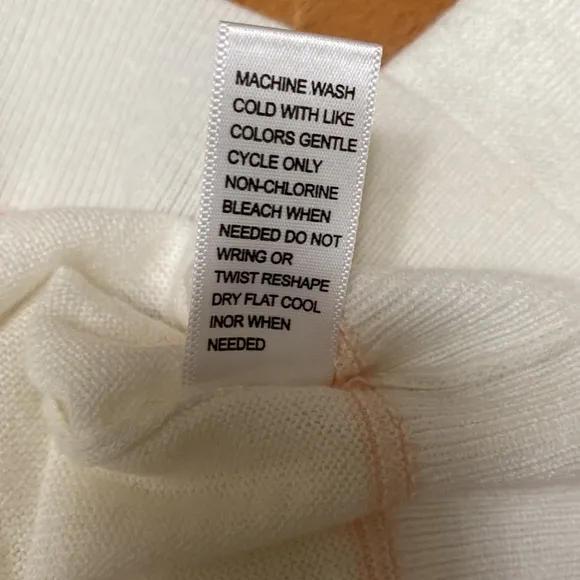 MACHINE WASH
COLD WITH LIKE
COLORS GENTLE
CYCLE ONLY
NON-CHLORINE
BLEACH WHEN
NEEDED DO NOT
WRING OR
TWIST RESHAPE
DRY FLAT COOL
INOR WHEN
NEEDED